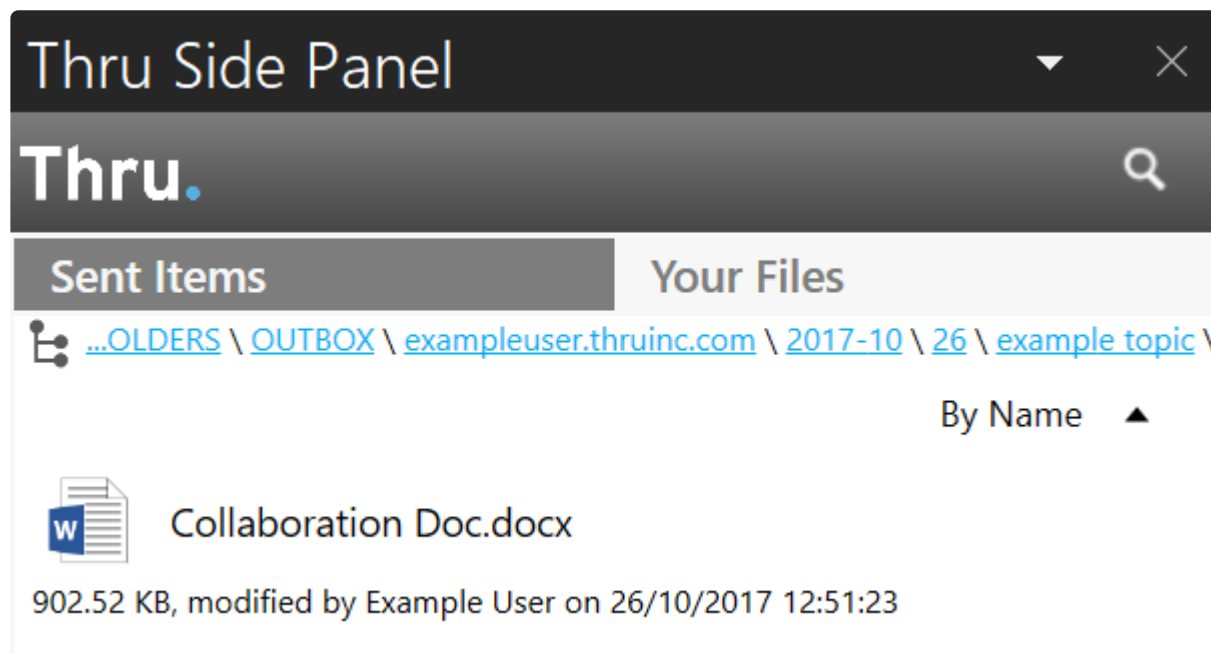 Thru Side Panel
Thru.
Sent Items Your Files
...OLDERS \ OUTBOX \ exampleuser.thruinc.com \ 2017-10 \ 26 \ example topic \
By Name
W
Collaboration Doc.docx
902.52 KB, modified by Example User on 26/10/2017 12:51:23